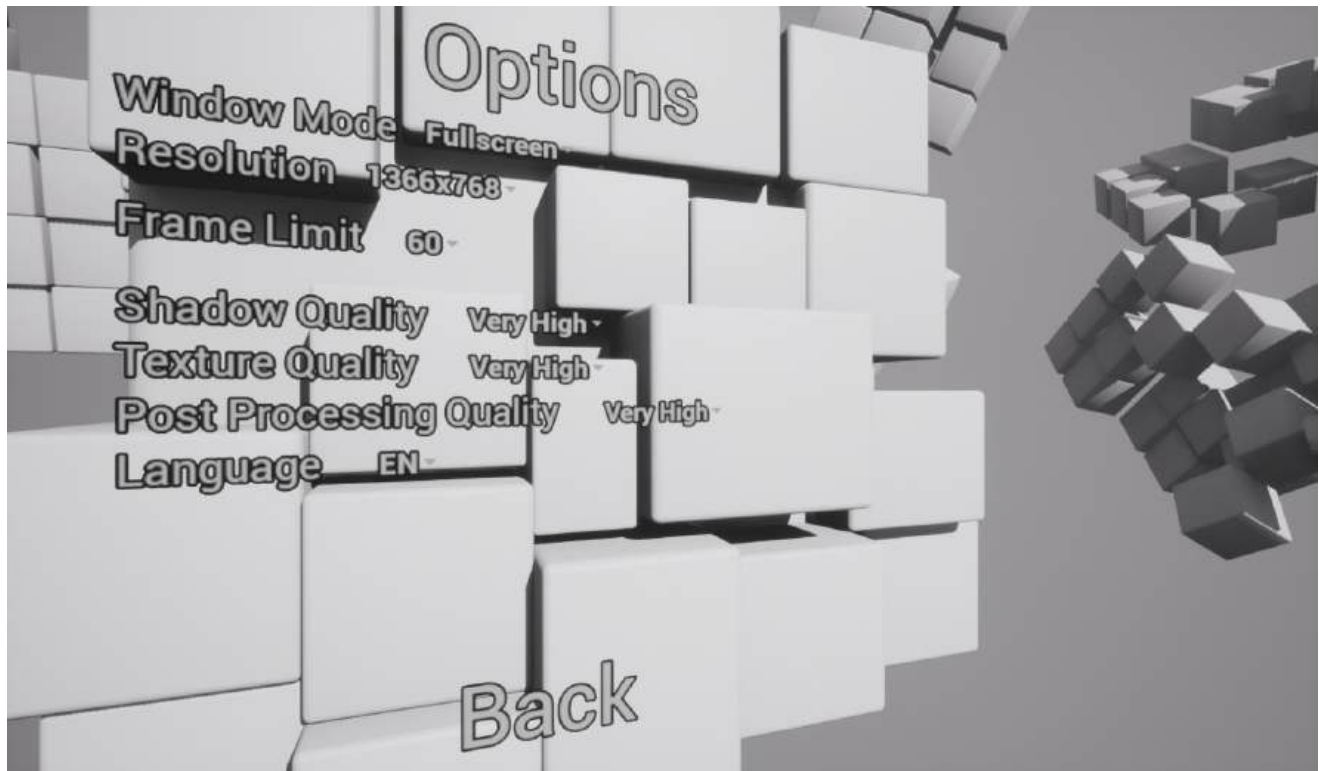 Options
Window Mode Fullscreen
Resolution 1366x768
Frame Limit 60
Shadow Quality Very High
Texture Quality Very High
Post Processing Quality Very High
Language EN
Back